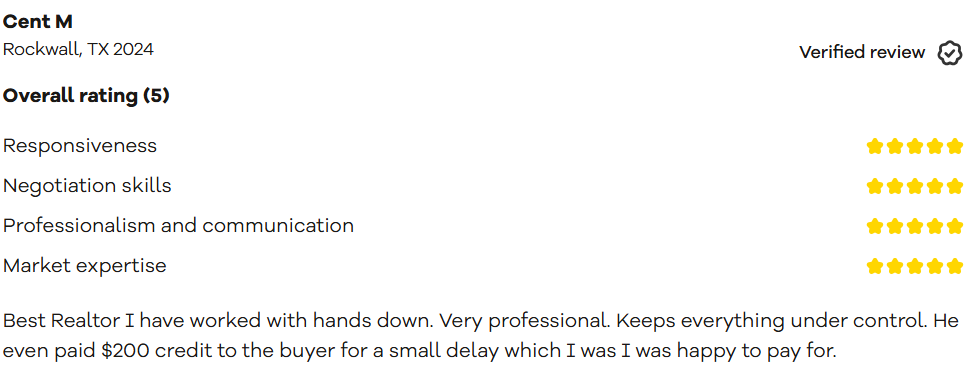 Cent M
Rockwall, TX 2024
Verified review
Overall rating (5)
Responsiveness
Negotiation skills
Professionalism and communication
Market expertise
Best Realtor I have worked with hands down. Very professional. Keeps everything under control. He
even paid $200 credit to the buyer for a small delay which I was I was happy to pay for.